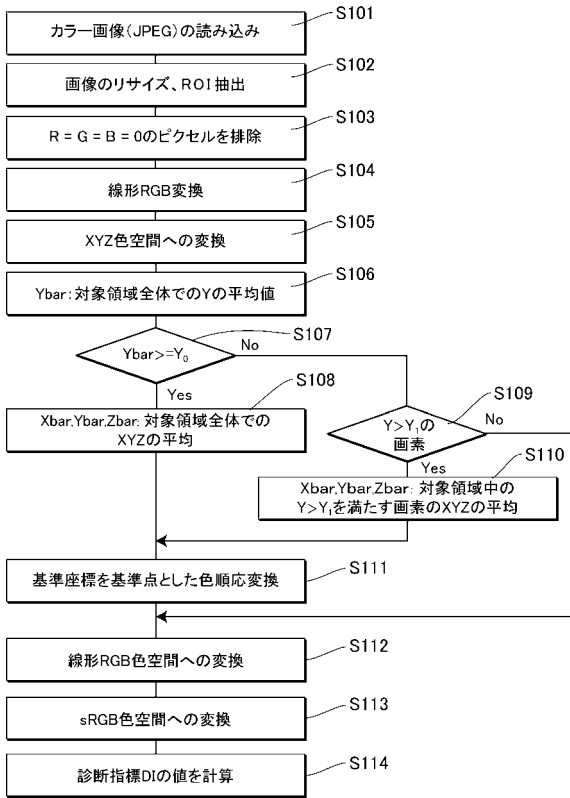 S101
カラー画像(JPEG)の読み込み
S102
画像のリサイズ、ROI抽出
S103
R = G = B = 0のピクセルを排除
S104
線形RGB変換
S105
XYZ色空間への変換
S106
Ybar:対象領域全体でのYの平均値
S107
Ybar>=Y₀
No
Yes
S108
Xbar,Ybar,Zbar:対象領域全体での
XYZの平均
S109
Y>Y₁の
画素
No
Yes
S110
Xbar,Ybar,Zbar:対象領域中の
Y>Y₁を満たす画素のXYZの平均
S111
基準座標を基準点とした色順応変換
S112
線形RGB色空間への変換
S113
sRGB色空間への変換
S114
診断指標DIの値を計算